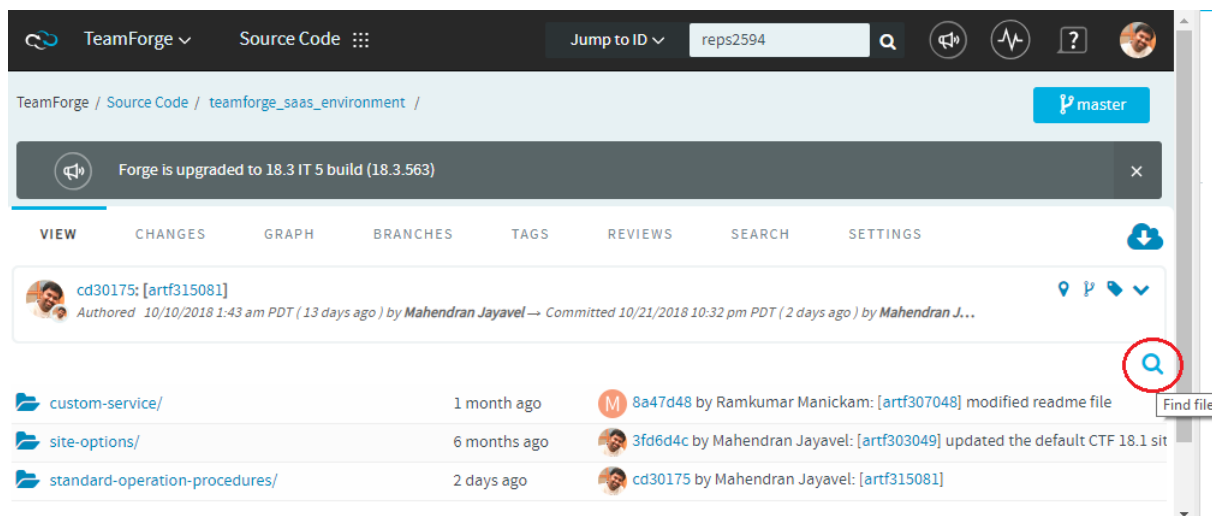 TeamForge Source Code Jump to ID reps2594 ?
TeamForge / Source Code / teamforge_saas_environment /
master
Forge is upgraded to 18.3 IT 5 build (18.3.563) ×
VIEW CHANGES GRAPH BRANCHES TAGS REVIEWS SEARCH SETTINGS
cd30175: [artf315081]
Authored 10/10/2018 1:43 am PDT ( 13 days ago ) by Mahendran Jayavel → Committed 10/21/2018 10:32 pm PDT ( 2 days ago ) by Mahendran J...
Find file
custom-service/ 1 month ago M 8a47d48 by Ramkumar Manickam: [artf307048] modified readme file
site-options/ 6 months ago 3fd6d4c by Mahendran Jayavel: [artf303049] updated the default CTF 18.1 sit
standard-operation-procedures/ 2 days ago cd30175 by Mahendran Jayavel: [artf315081]